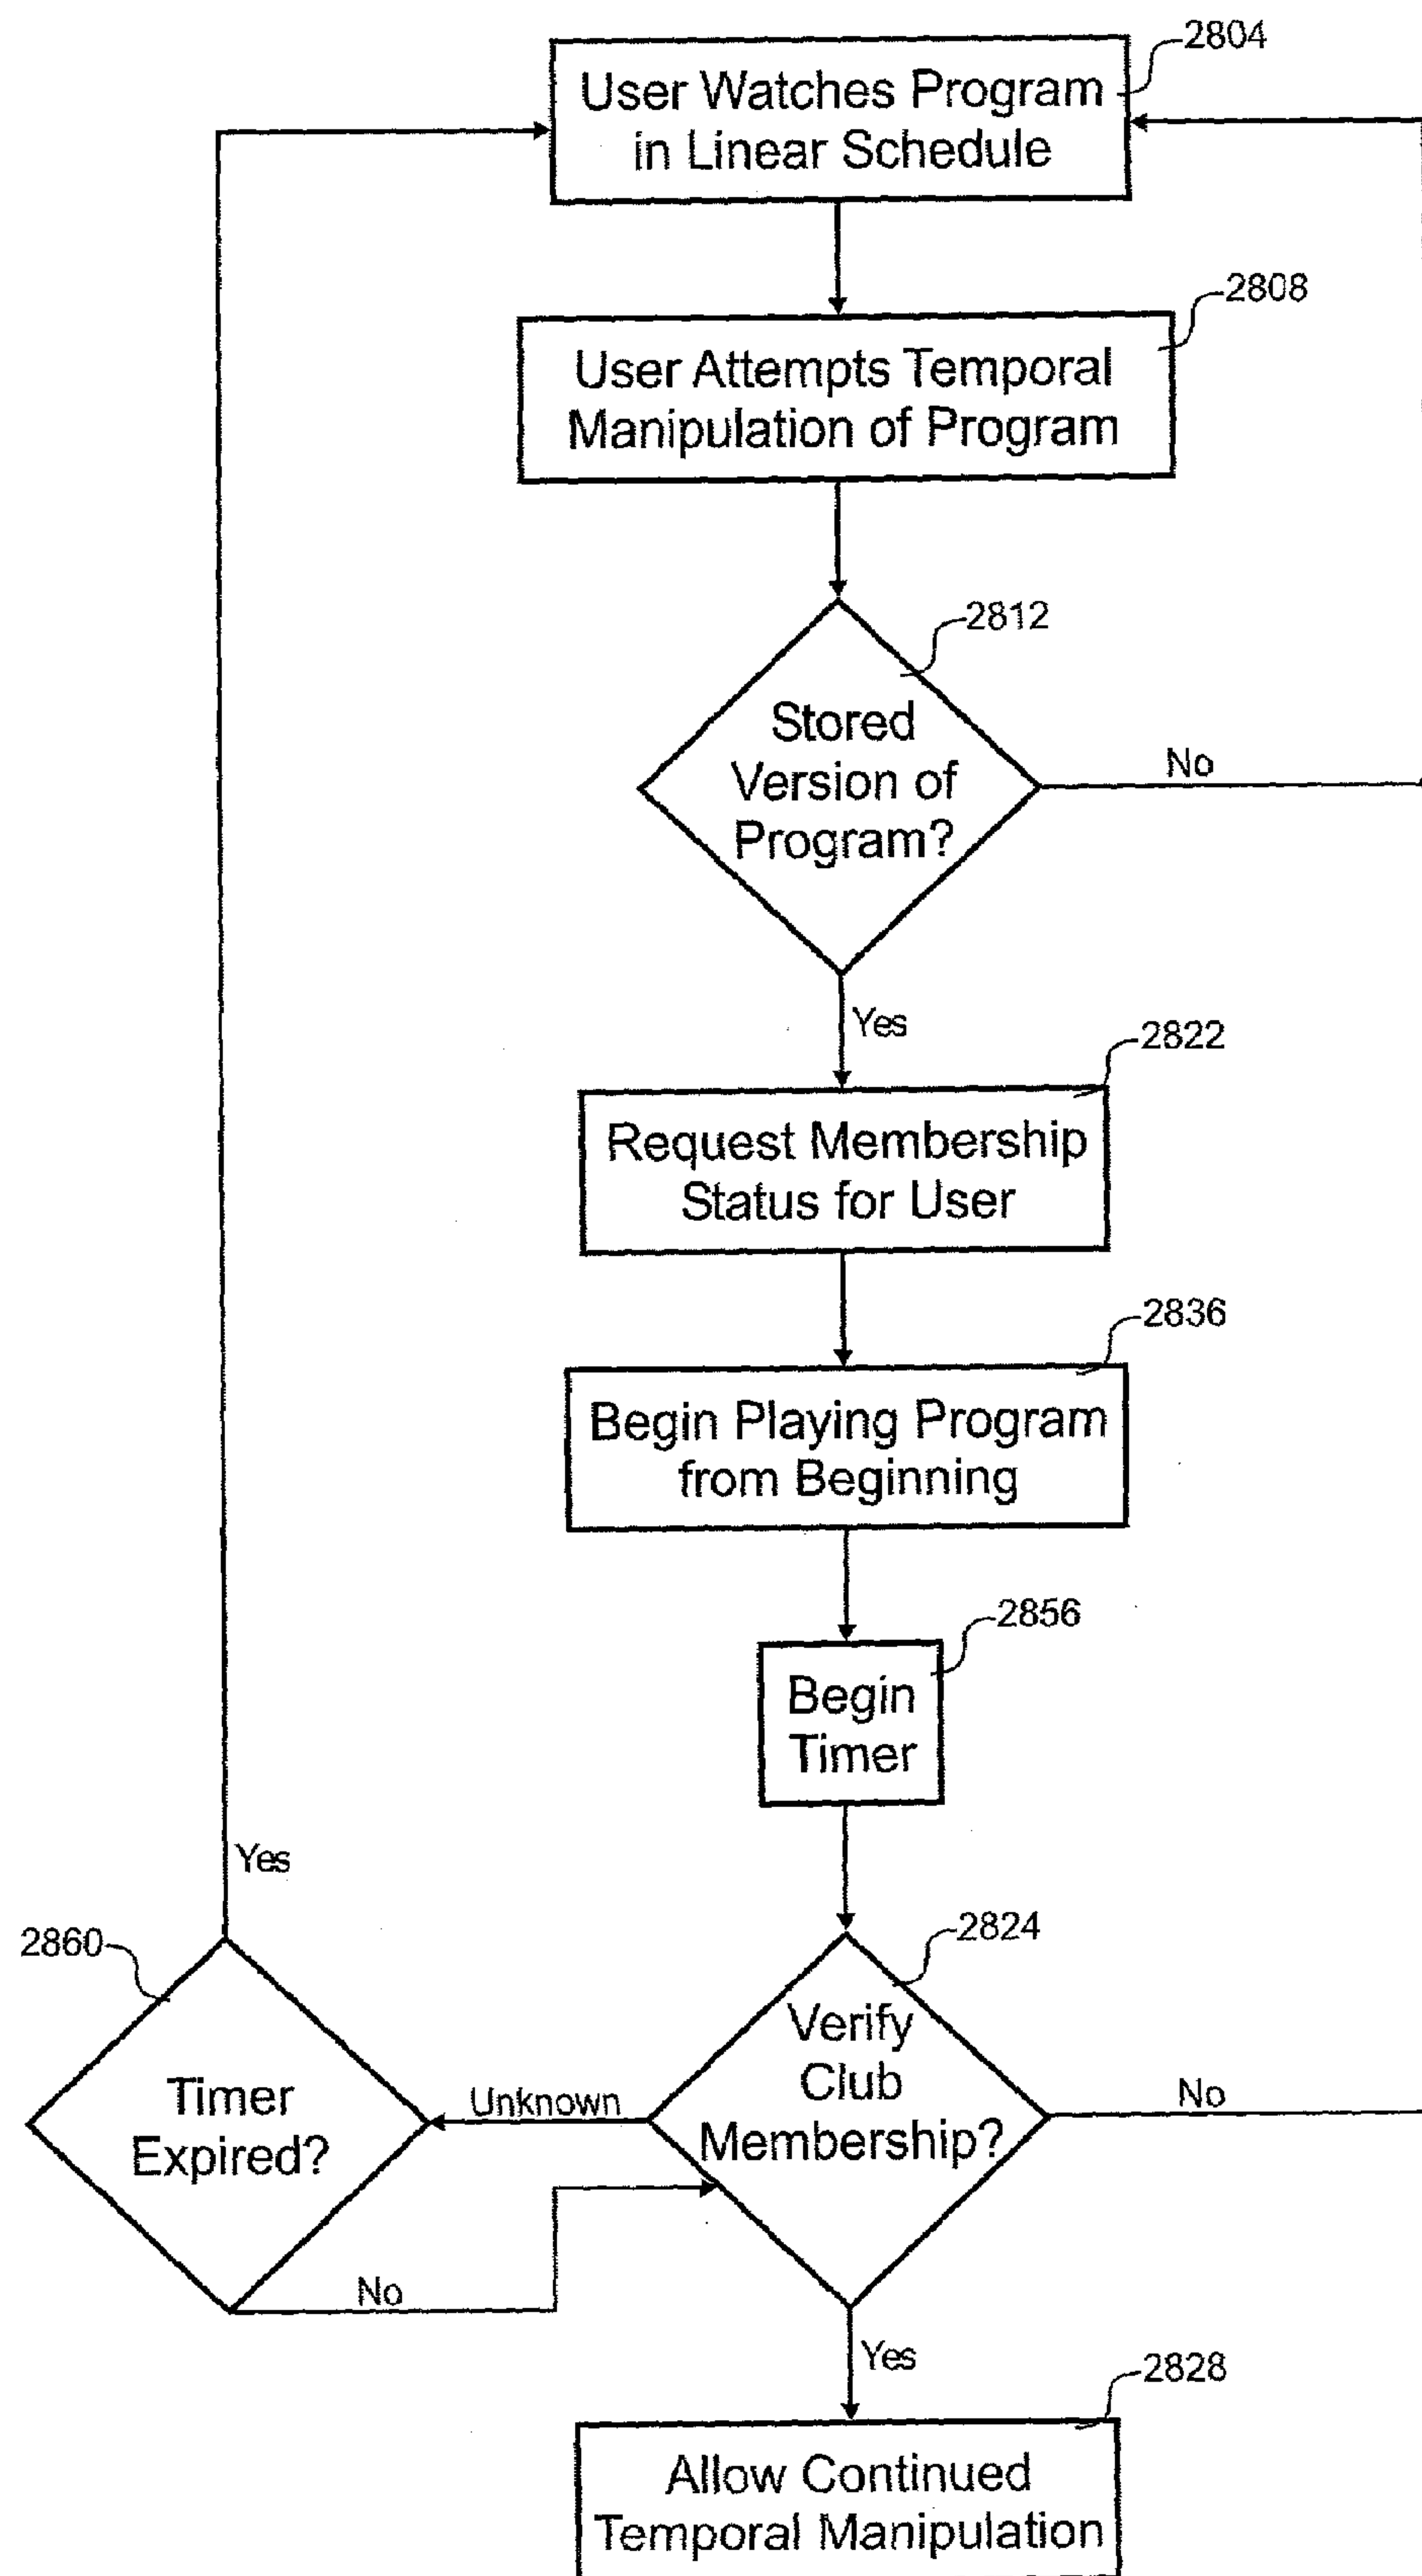 2804
User Watches Program
in Linear Schedule
2808
User Attempts Temporal
Manipulation of Program
2812
Stored
Version of
Program?
No
Yes
2822
Request Membership
Status for User
2836
Begin Playing Program
from Beginning
2856
Begin
Timer
Yes
2860
2824
Verify
Club
Membership?
Timer
Expired?
Unknown
No
No
Yes
2828
Allow Continued
Temporal Manipulation